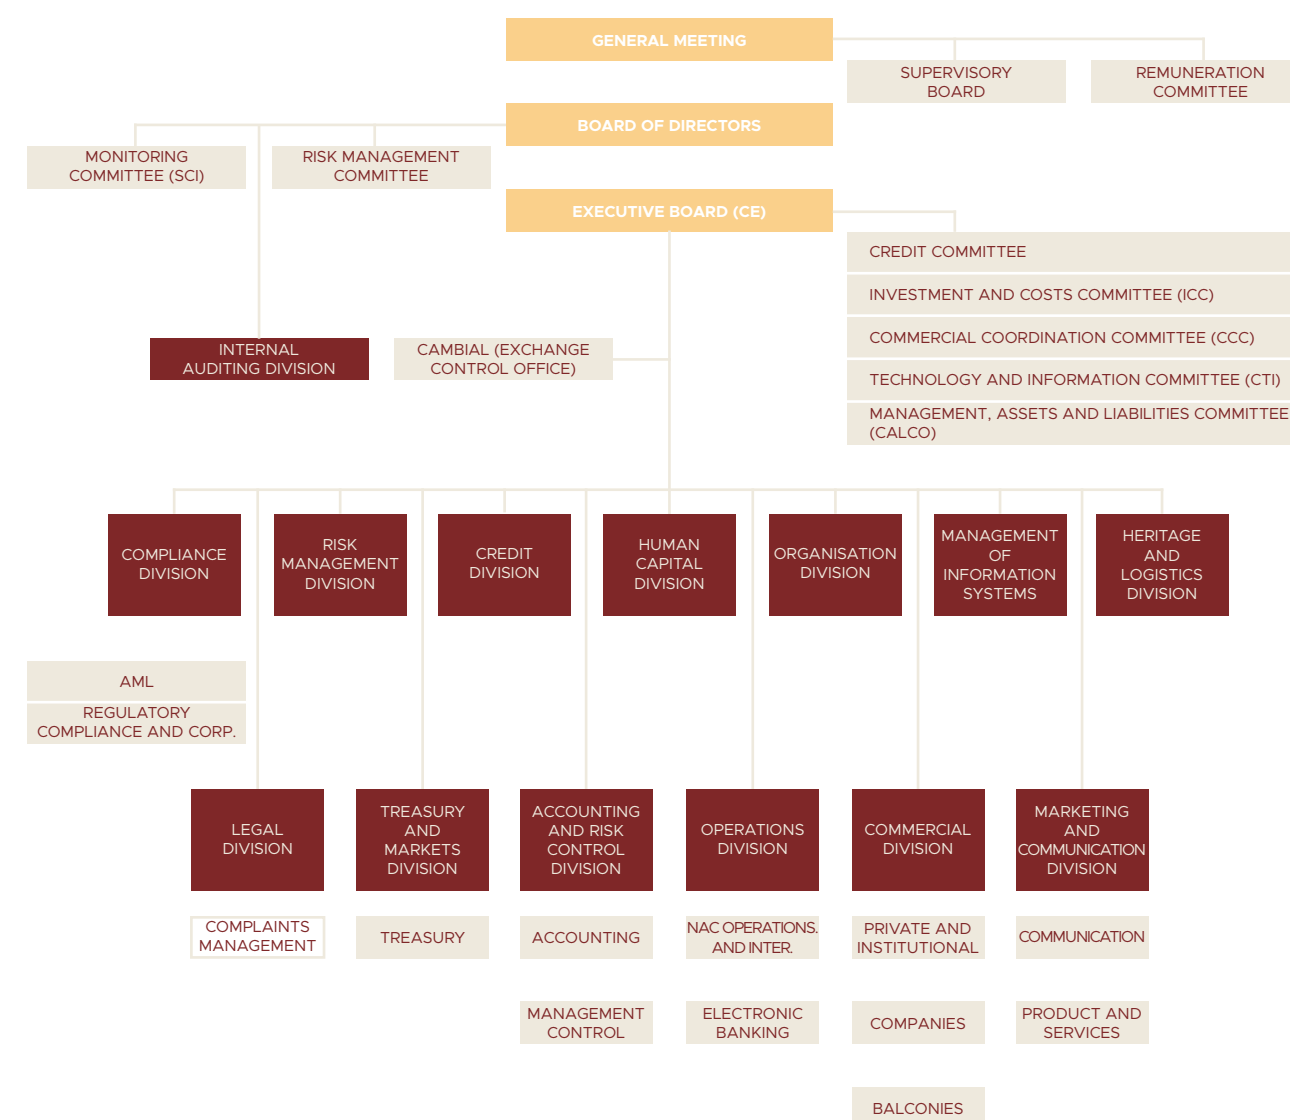 GENERAL MEETING
SUPERVISORY
BOARD
REMUNERATION
COMMITTEE
BOARD OF DIRECTORS
MONITORING
COMMITTEE (SCI)
RISK MANAGEMENT
COMMITTEE
EXECUTIVE BOARD (CE)
CREDIT COMMITTEE
INVESTMENT AND COSTS COMMITTEE (ICC)
COMMERCIAL COORDINATION COMMITTEE (CCC)
TECHNOLOGY AND INFORMATION COMMITTEE (CTI)
MANAGEMENT, ASSETS AND LIABILITIES COMMITTEE
(CALCO)
INTERNAL
AUDITING DIVISION
CAMBIAL (EXCHANGE
CONTROL OFFICE)
COMPLIANCE
DIVISION
RISK
MANAGEMENT
DIVISION
CREDIT
DIVISION
HUMAN
CAPITAL
DIVISION
ORGANISATION
DIVISION
MANAGEMENT
OF
INFORMATION
SYSTEMS
HERITAGE
AND
LOGISTICS
DIVISION
AML
REGULATORY
COMPLIANCE AND CORP.
LEGAL
DIVISION
TREASURY
AND
MARKETS
DIVISION
ACCOUNTING
AND RISK
CONTROL
DIVISION
OPERATIONS
DIVISION
COMMERCIAL
DIVISION
MARKETING
AND
COMMUNICATION
DIVISION
COMPLAINTS
MANAGEMENT
TREASURY
ACCOUNTING
NAC OPERATIONS.
AND INTER.
PRIVATE AND
INSTITUTIONAL
COMMUNICATION
MANAGEMENT
CONTROL
ELECTRONIC
BANKING
COMPANIES
PRODUCT AND
SERVICES
BALCONIES